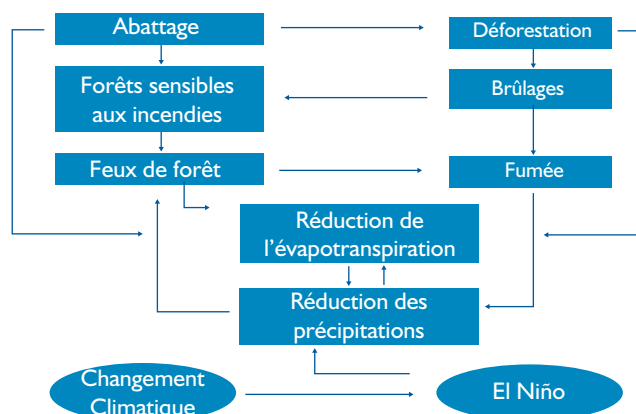 Abattage
Déforestation
Forêts sensibles
aux incendies
Brûlages
Feux de forêt
Fumée
Réduction de
l'évapotranspiration
Réduction des
précipitations
Changement
Climatique
El Niño